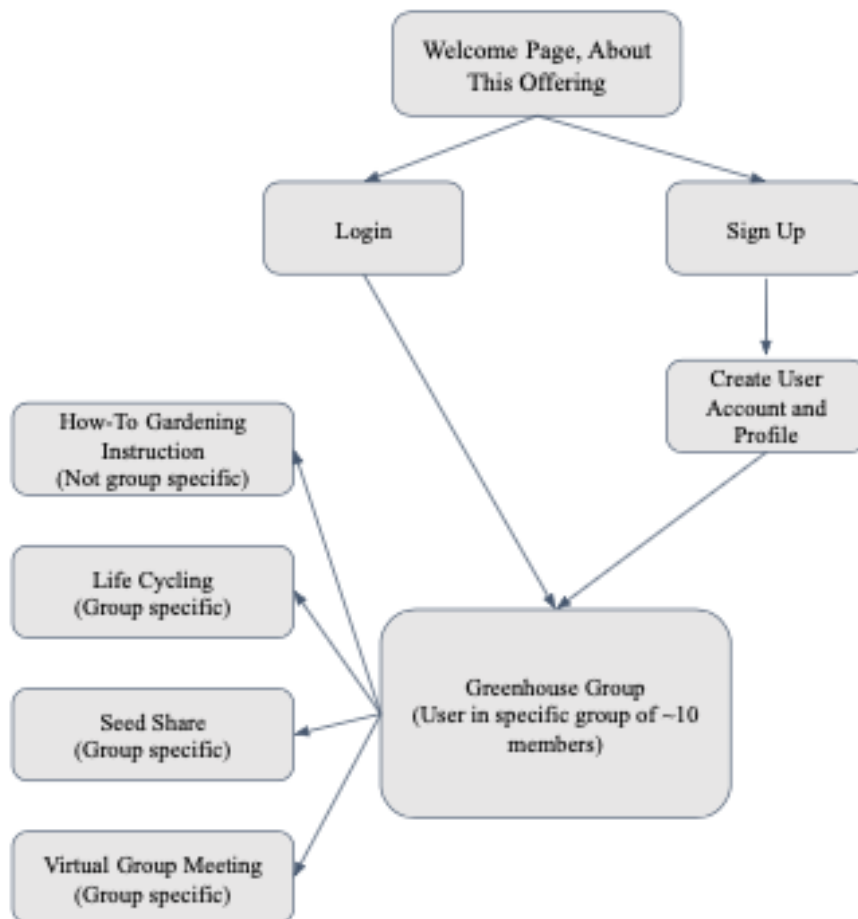 Welcome Page, About
This Offering
Login
Sign Up
Create User
Account and
Profile
How-To Gardening
Instruction
(Not group specific)
Life Cycling
(Group specific)
Greenhouse Group
(User in specific group of ~10
members)
Seed Share
(Group specific)
Virtual Group Meeting
(Group specific)